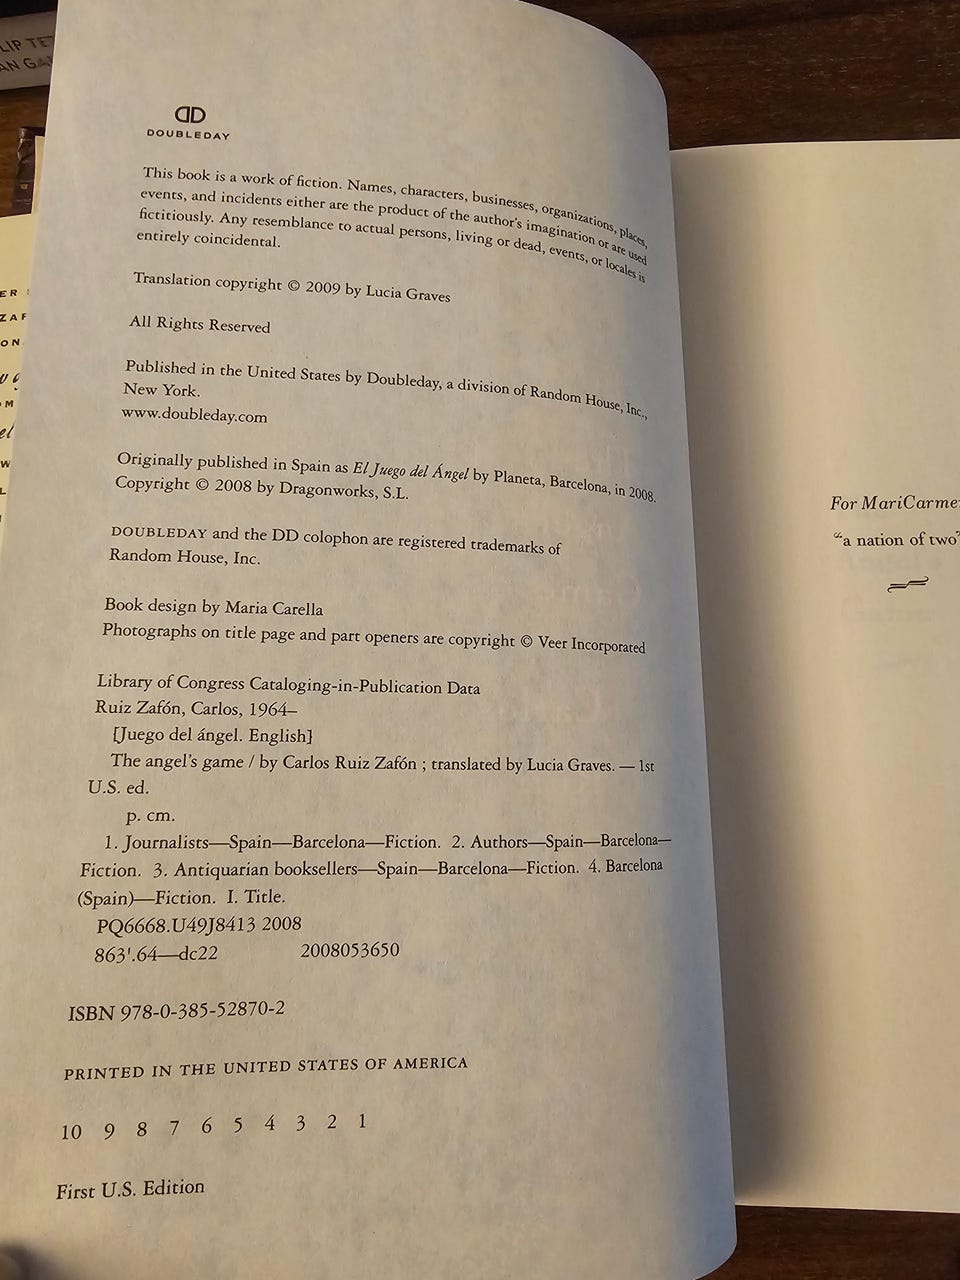 DD
DOUBLEDAY
This book is a work of fiction. Names, characters, businesses, organizations, places,
events, and incidents either are the product of the author's imagination or are used
fictitiously. Any resemblance to actual persons, living or dead, events, or locales is
entirely coincidental.
Translation copyright © 2009 by Lucia Graves
All Rights Reserved
Published in the United States by Doubleday, a division of Random House, Inc.,
New York.
www.doubleday.com
Originally published in Spain as El Juego del Ángel by Planeta, Barcelona, in 2008.
Copyright © 2008 by Dragonworks, S.L.
DOUBLEDAY and the DD colophon are registered trademarks of
Random House, Inc.
Book design by Maria Carella
Photographs on title page and part openers are copyright © Veer Incorporated
Library of Congress Cataloging-in-Publication Data
Ruiz Zafón, Carlos, 1964–
[Juego del ángel. English]
The angel's game / by Carlos Ruiz Zafón ; translated by Lucia Graves. — 1st
U.S. ed.
p. cm.
1. Journalists—Spain—Barcelona—Fiction. 2. Authors—Spain—Barcelona—
Fiction. 3. Antiquarian booksellers—Spain—Barcelona—Fiction. 4. Barcelona
(Spain)—Fiction. I. Title.
PQ6668.U49J8413 2008
863'.64—dc22 2008053650
ISBN 978-0-385-52870-2
PRINTED IN THE UNITED STATES OF AMERICA
10 9 8 7 6 5 4 3 2 1
First U.S. Edition
For MariCarme
"a nation of two"